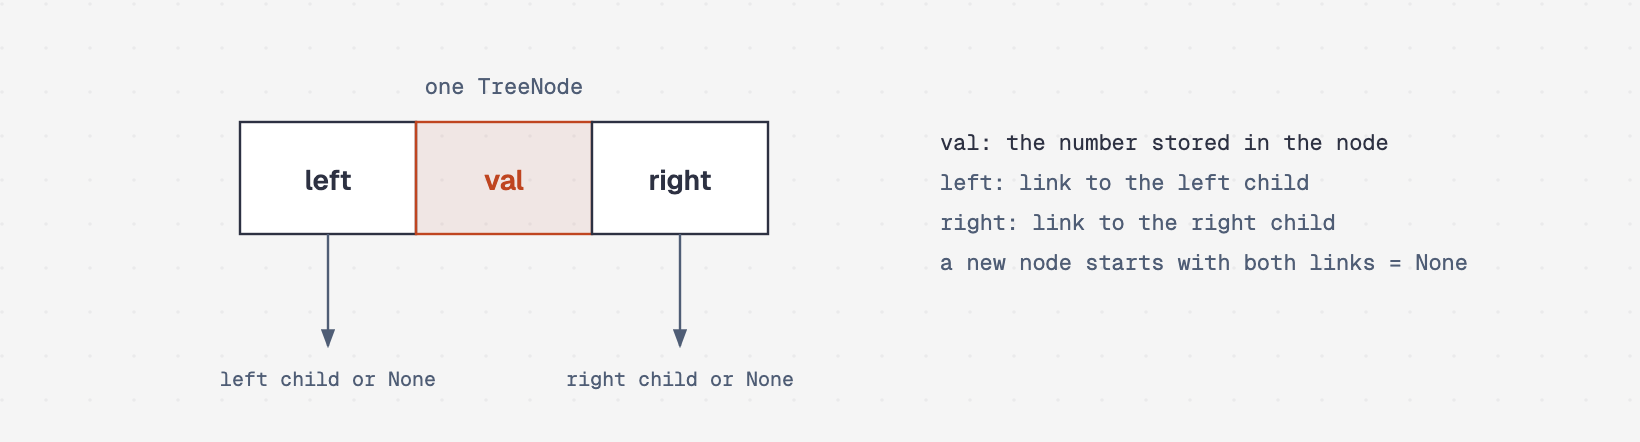 one TreeNode
left val right
left child or None right child or None
val: the number stored in the node
left: link to the left child
right: link to the right child
a new node starts with both links = None